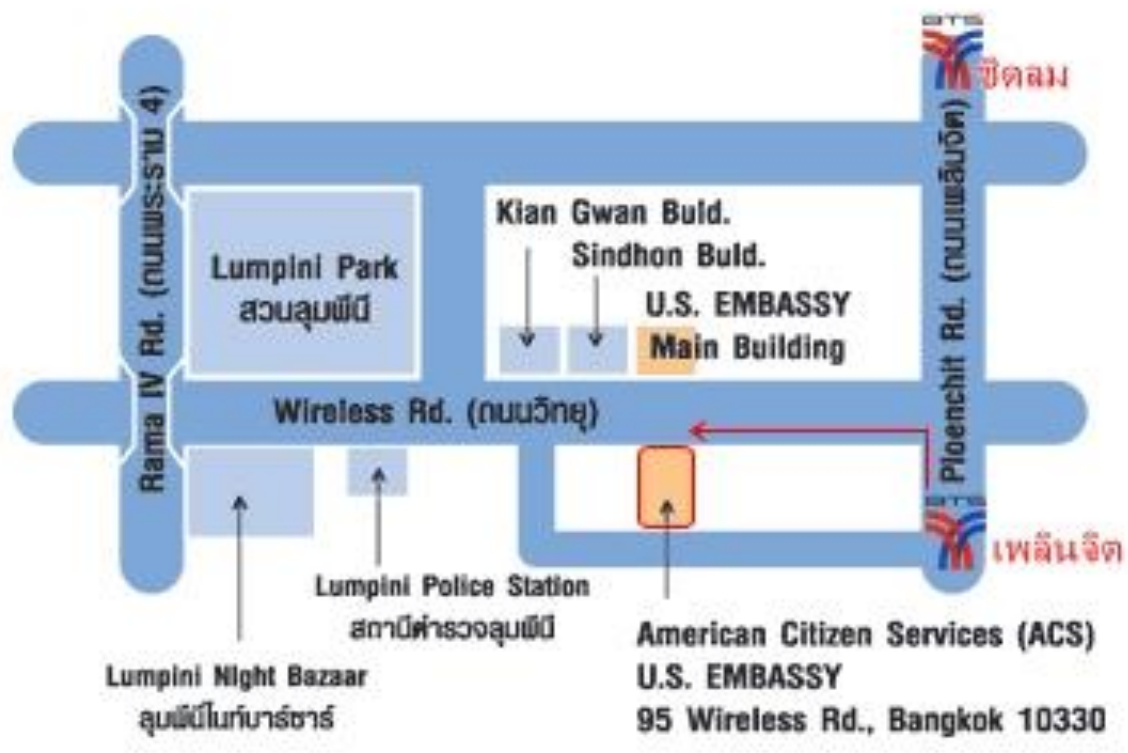 BTS
ชิดลม
Rama IV Rd. (ถนนพระราม 4)
Ploenchit Rd. (ถนนเพลินจิต)
Kian Gwan Buld.
Sindhon Buld.
Lumpini Park
สวนลุมพีนี
U.S. EMBASSY
Main Building
Wireless Rd. (ถนนวิทยุ)
BTS
เพลินจิต
Lumpini Police Station
สถานีตำรวจลุมพีนี
Lumpini Night Bazaar
ลุมพีนีไนท์บาร์ซาร์
American Citizen Services (ACS)
U.S. EMBASSY
95 Wireless Rd., Bangkok 10330